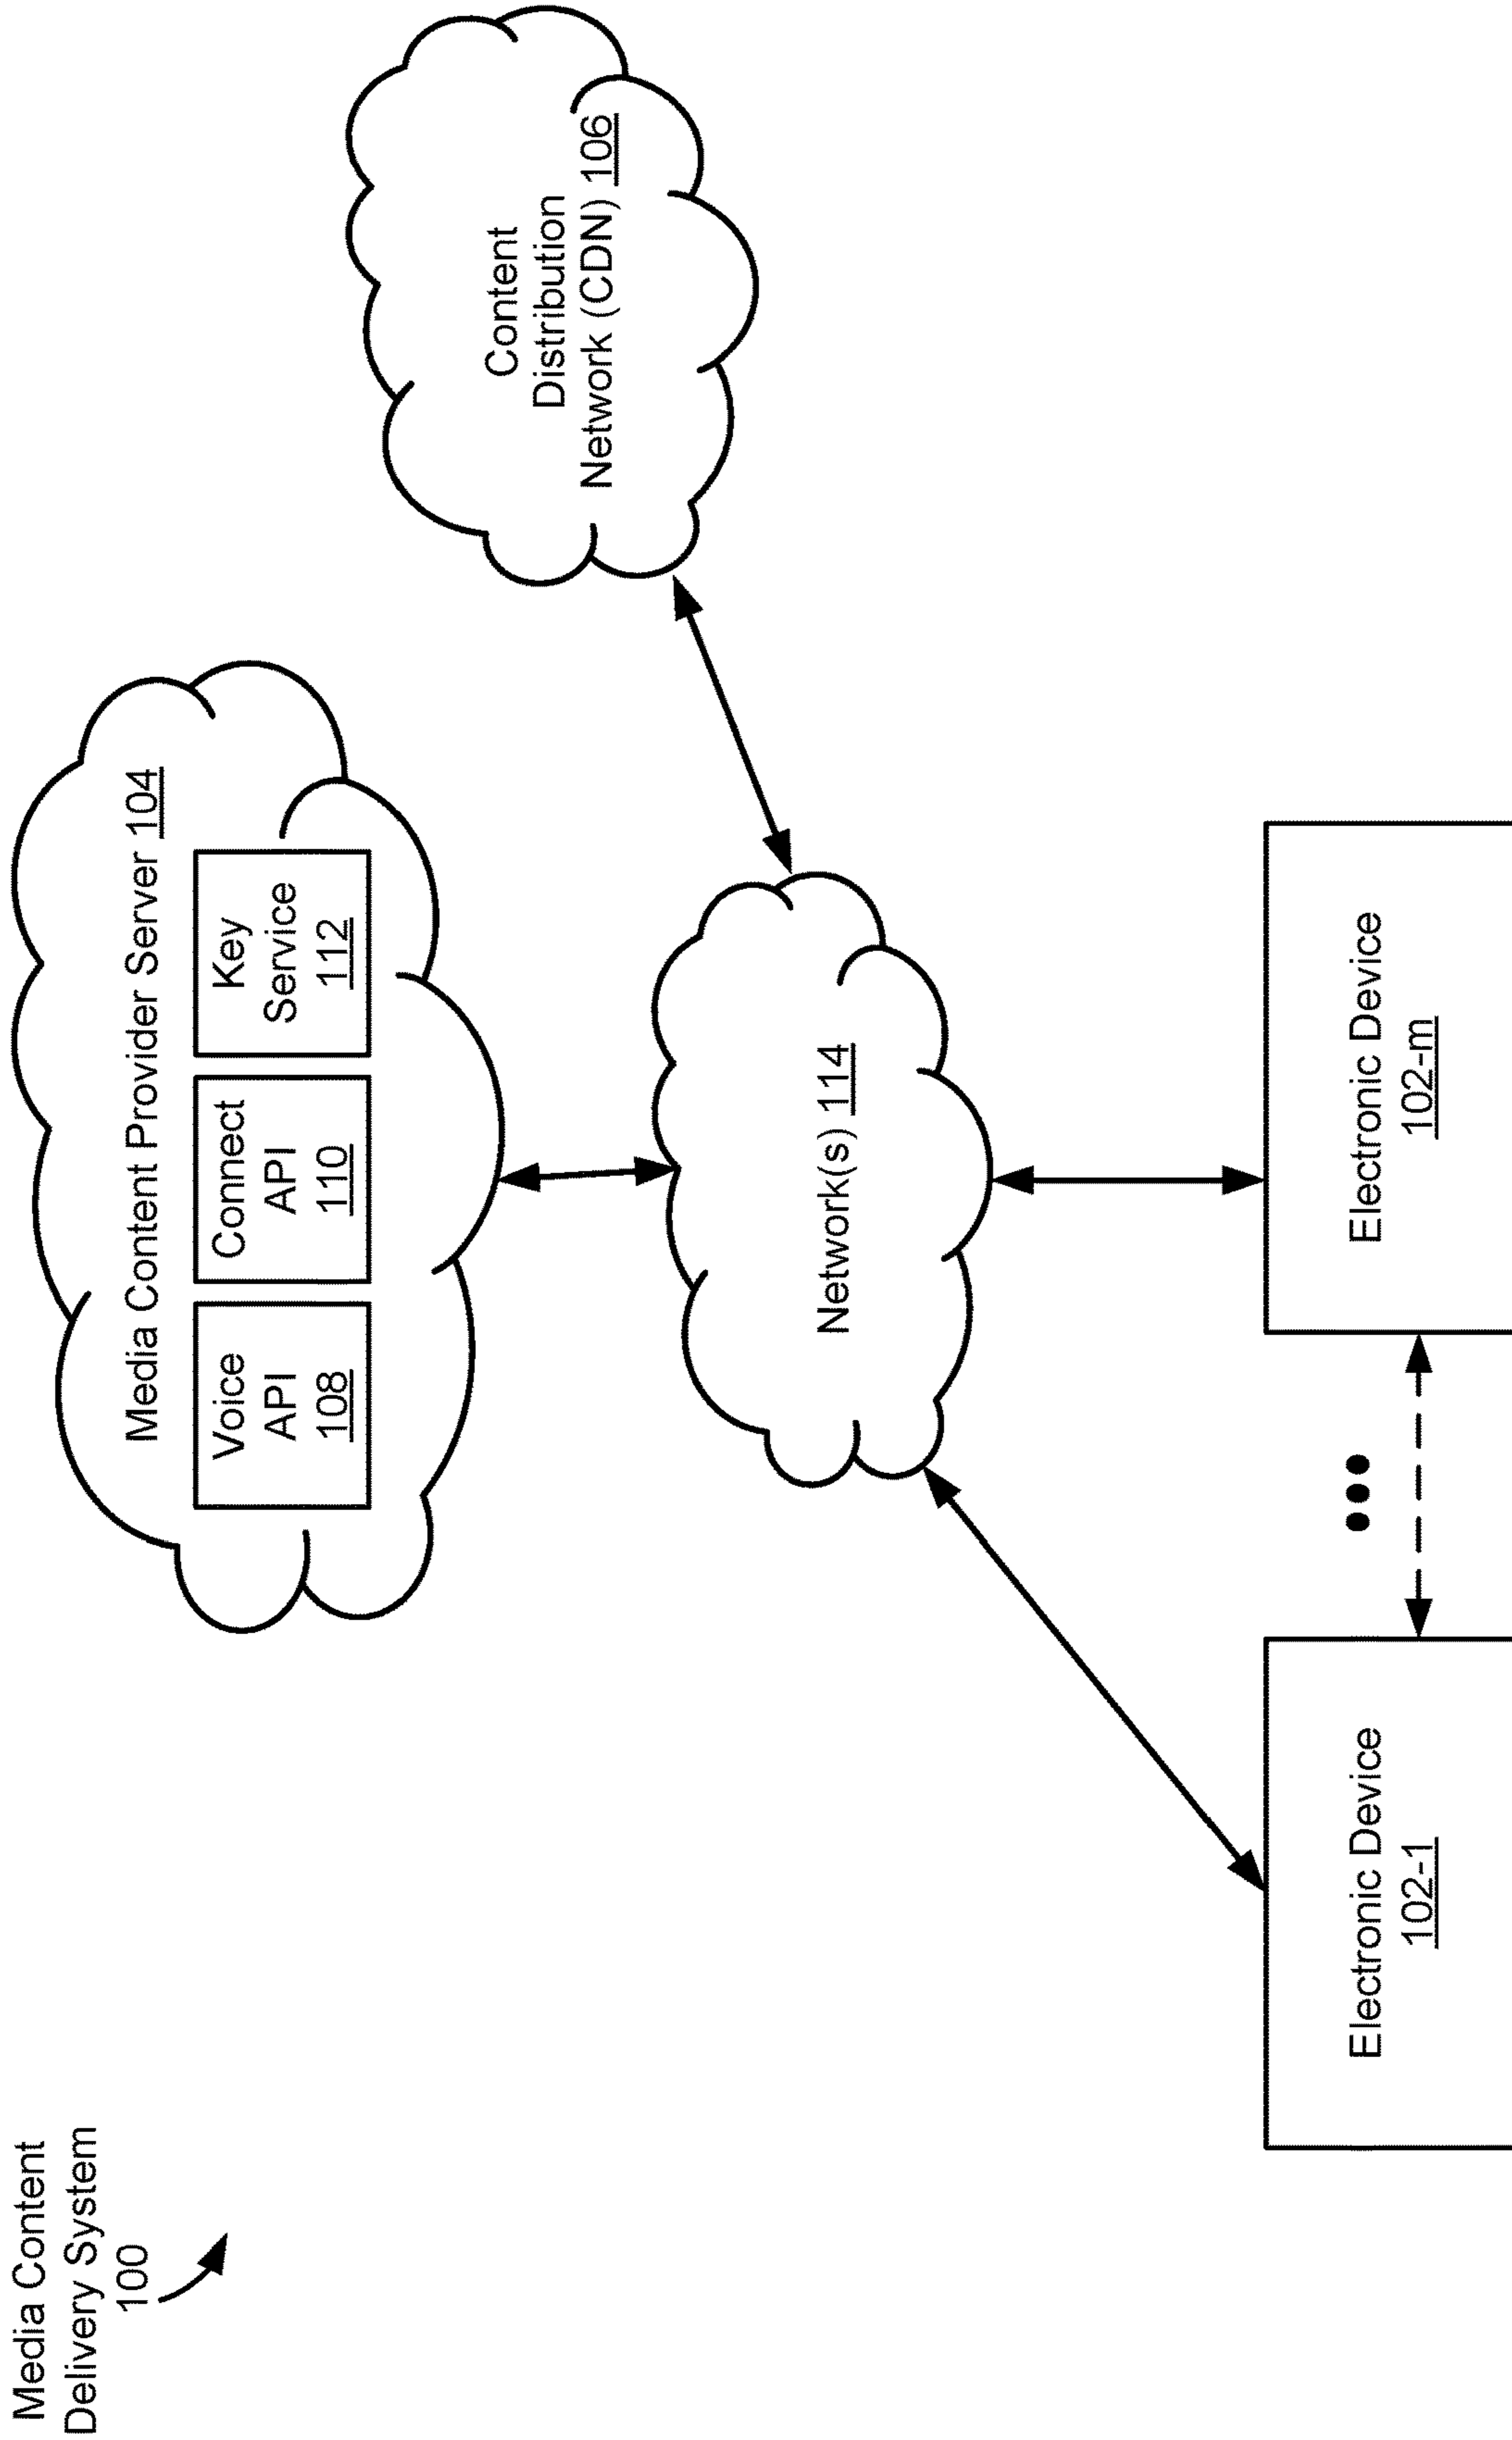 Media Content
Delivery System
100
Media Content Provider Server 104
Voice
API
108
Connect
API
110
Key
Service
112
Content
Distribution
Network (CDN) 106
Network(s) 114
Electronic Device
102-1
Electronic Device
102-m